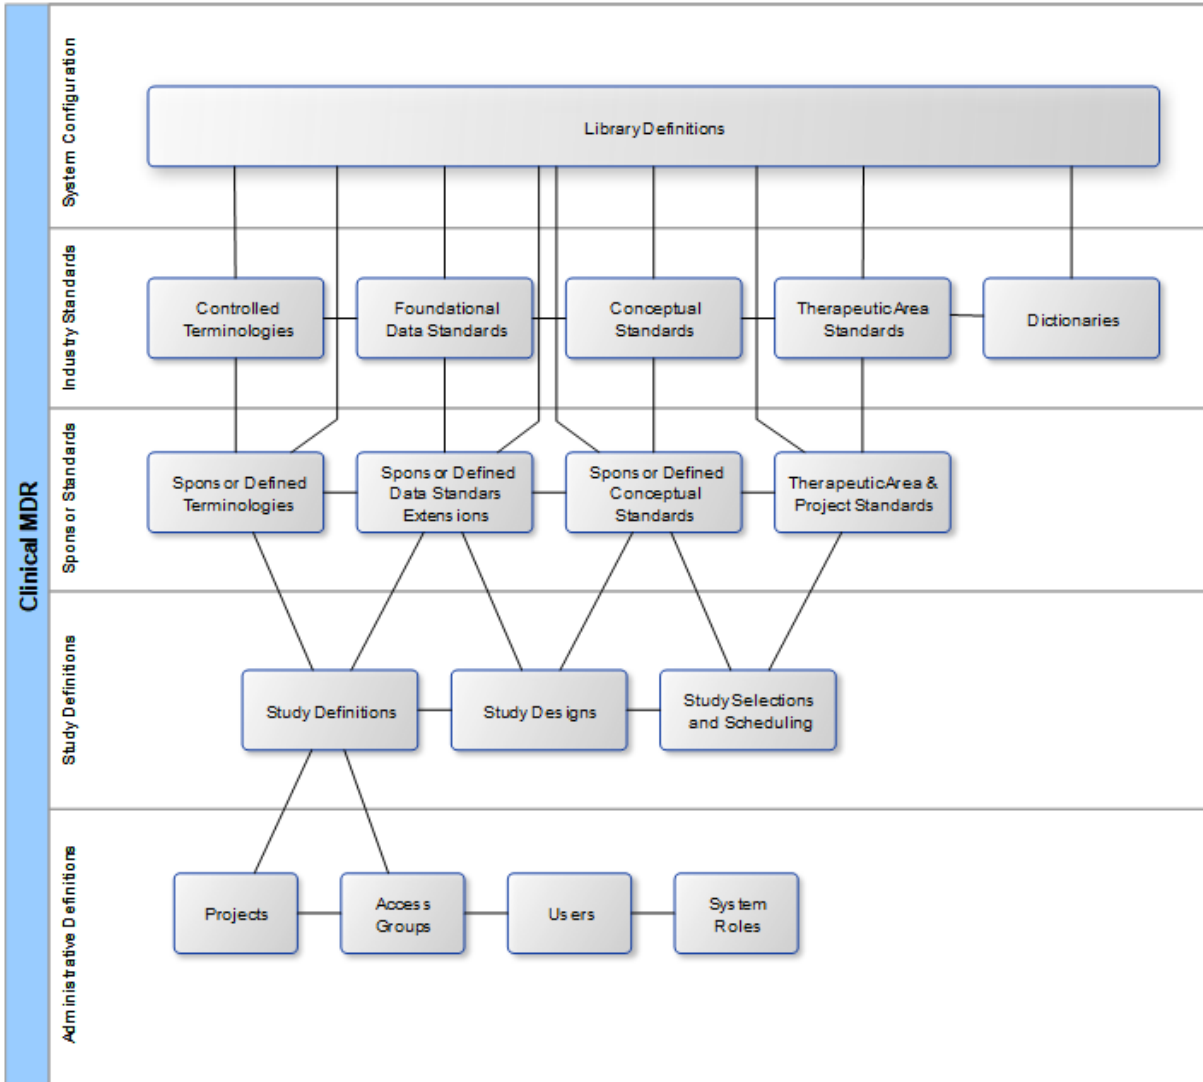 Clinical MDR
System Configuration
Library Definitions
Industry Standards
Controlled
Terminologies
Foundational
Data Standards
Conceptual
Standards
Therapeutic Area
Standards
Dictionaries
Sponsor Standards
Sponsor Defined
Terminologies
Sponsor Defined
Data Standars
Extensions
Sponsor Defined
Conceptual
Standards
Therapeutic Area &
Project Standards
Study Definitions
Study Definitions
Study Designs
Study Selections
and Scheduling
Administrative Definitions
Projects
Access
Groups
Users
System
Roles